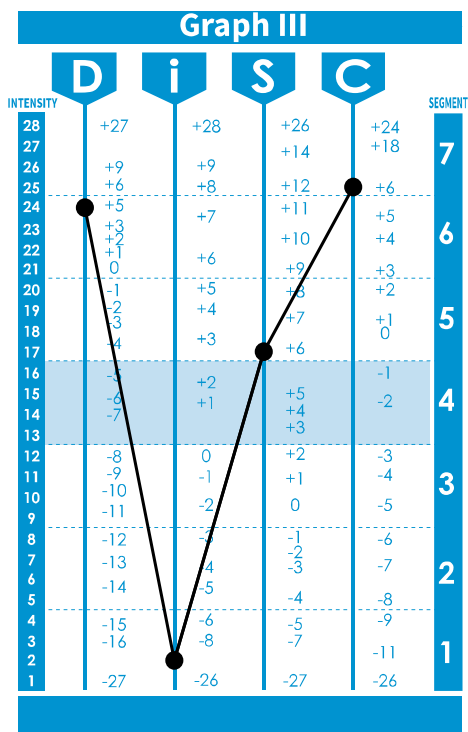 Graph III
D i S C
INTENSITY SEGMENT
28 +27 +28 +26 +24
27 +14 +18 7
26 +9 +9
25 +6 +8 +12 +6
24 +5 +7 +11 +5
23 +3 6
+2 +10 +4
22 +1 +6
21 0 +9 +3
20 -1 +5 +8 +2
19 -2 +4 5
-3 +7 +1
18 0
17 -4 +3 +6
16 -5 +2 -1
15 -6 +1 +5 -2 4
14 -7 +4
13 +3
12 -8 0 +2 -3
11 -9 -1 +1 -4 3
10 -10 -2 0 -5
9 -11
8 -12 -3 -1 -6
7 -13 -2 2
-4 -3 -7
6 -14 -5
5 -4 -8
4 -15 -6 -5 -9
3 -16 -8 -7 1
2 -11
1 -27 -26 -27 -26